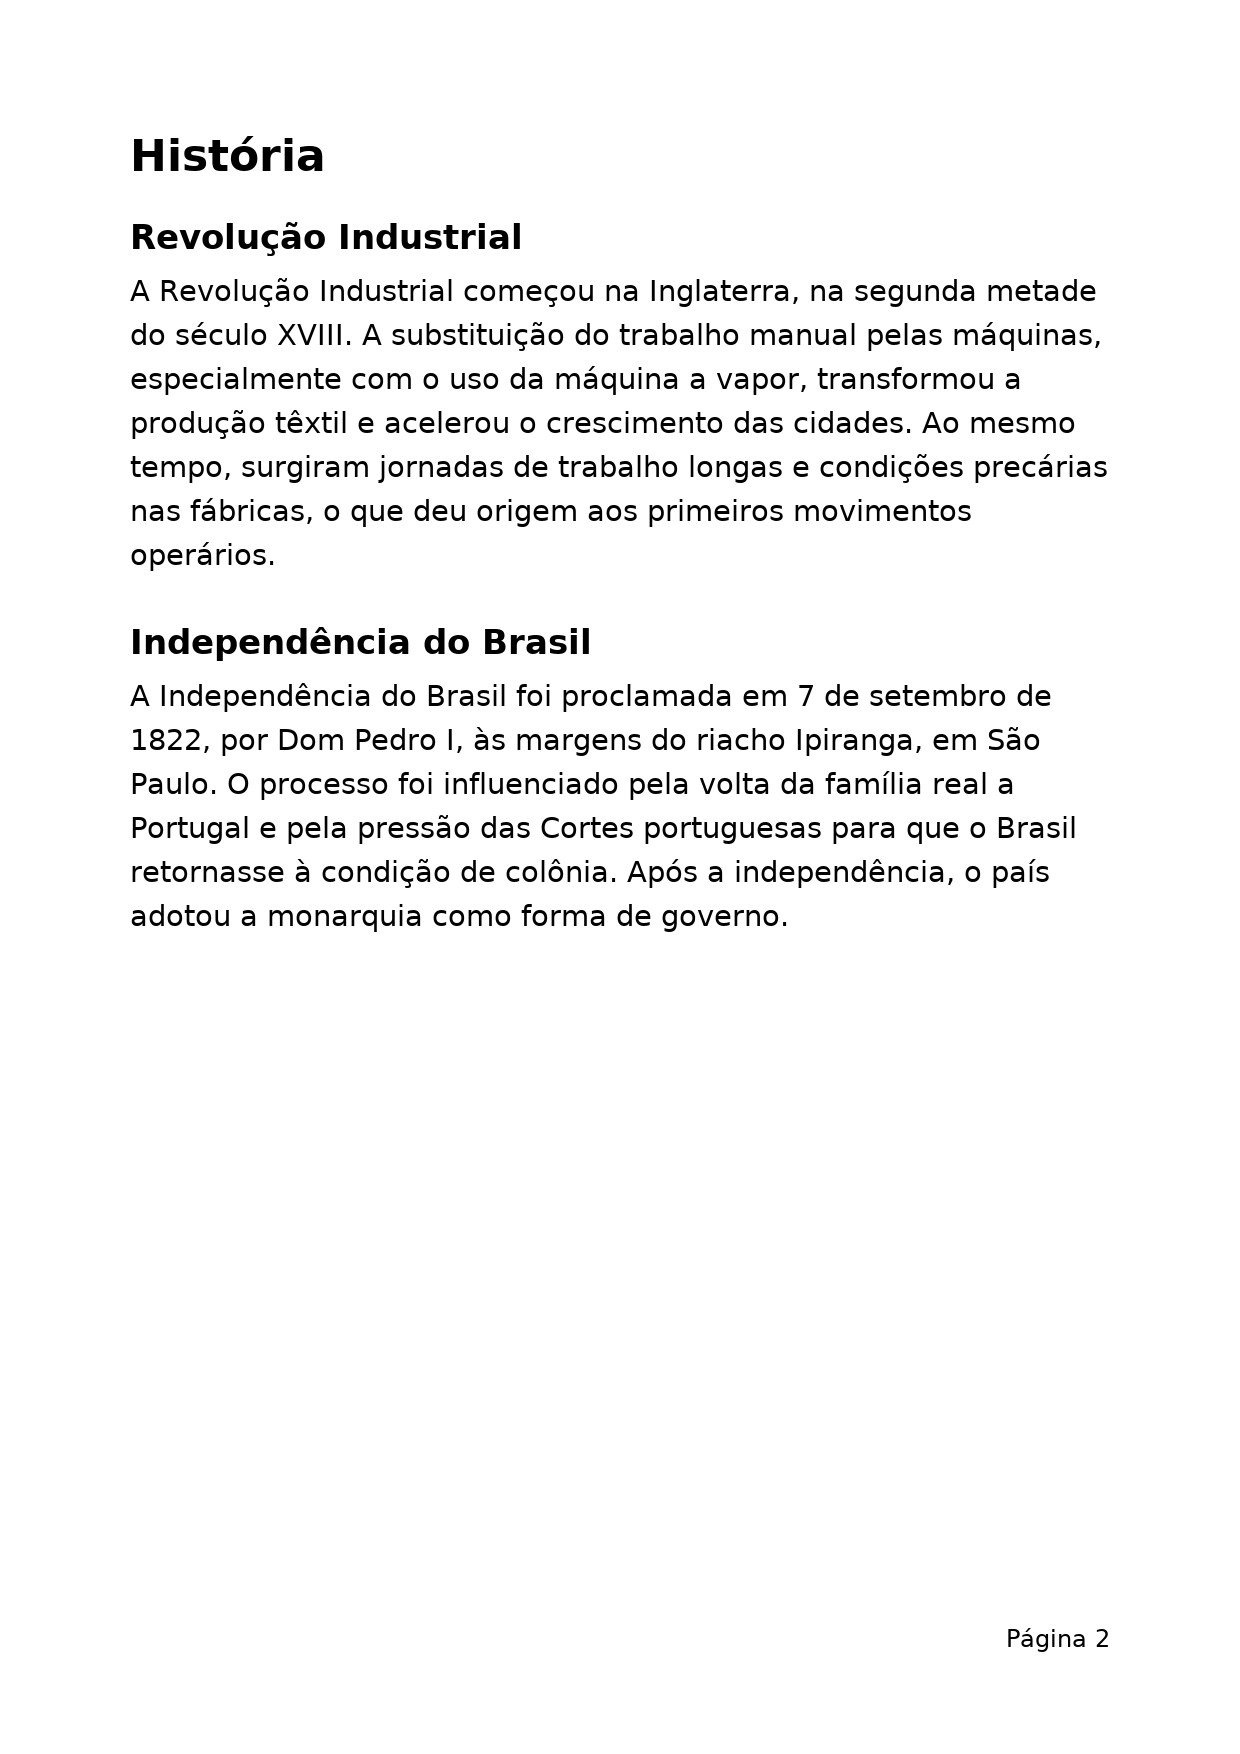 História
Revolução Industrial
A Revolução Industrial começou na Inglaterra, na segunda metade
do século XVIII. A substituição do trabalho manual pelas máquinas,
especialmente com o uso da máquina a vapor, transformou a
produção têxtil e acelerou o crescimento das cidades. Ao mesmo
tempo, surgiram jornadas de trabalho longas e condições precárias
nas fábricas, o que deu origem aos primeiros movimentos
operários.
Independência do Brasil
A Independência do Brasil foi proclamada em 7 de setembro de
1822, por Dom Pedro I, às margens do riacho Ipiranga, em São
Paulo. O processo foi influenciado pela volta da família real a
Portugal e pela pressão das Cortes portuguesas para que o Brasil
retornasse à condição de colônia. Após a independência, o país
adotou a monarquia como forma de governo.
Página 2